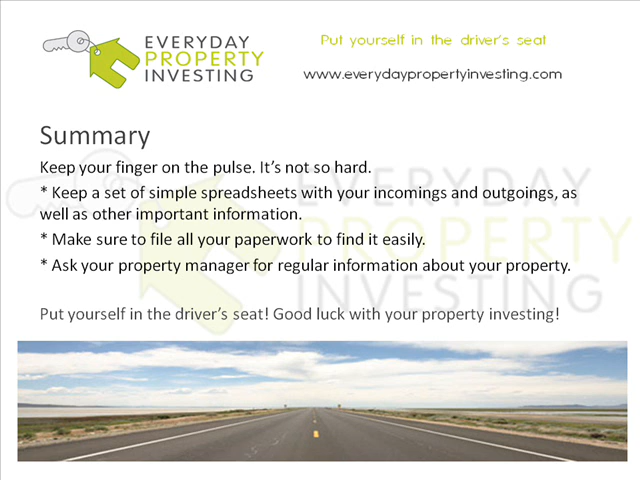 EVERYDAY
PROPERTY
INVESTING
Put yourself in the driver's seat
www.everydaypropertyinvesting.com
Summary
Keep your finger on the pulse. It's not so hard.
* Keep a set of simple spreadsheets with your incomings and outgoings, as
well as other important information.
* Make sure to file all your paperwork to find it easily.
* Ask your property manager for regular information about your property.
Put yourself in the driver's seat! Good luck with your property investing!
EVERYDAY
PROPERTY
INVESTING